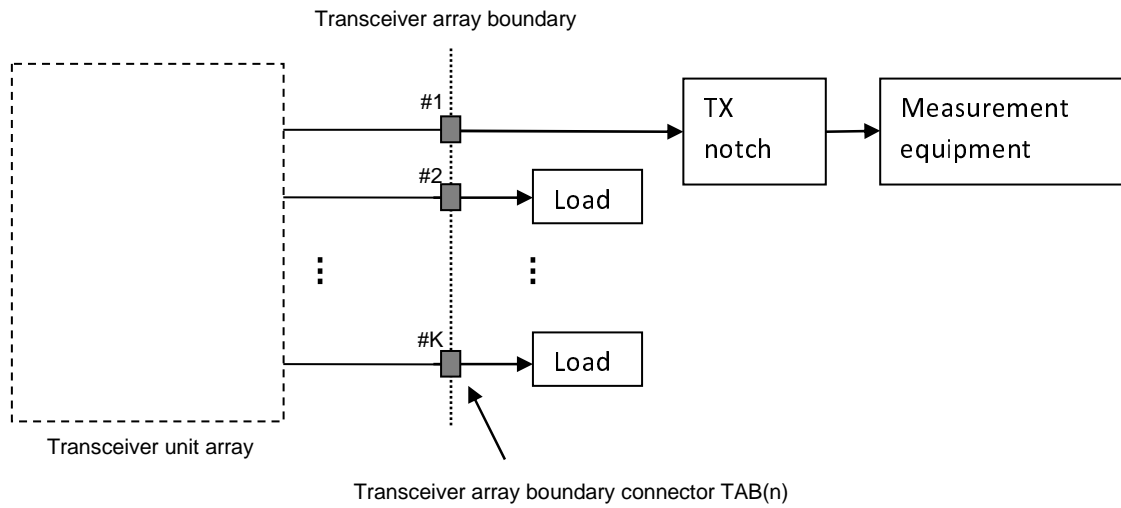 Transceiver array boundary
#1
TX
notch
Measurement
equipment
#2
Load
#K
Load
Transceiver unit array
Transceiver array boundary connector TAB(n)